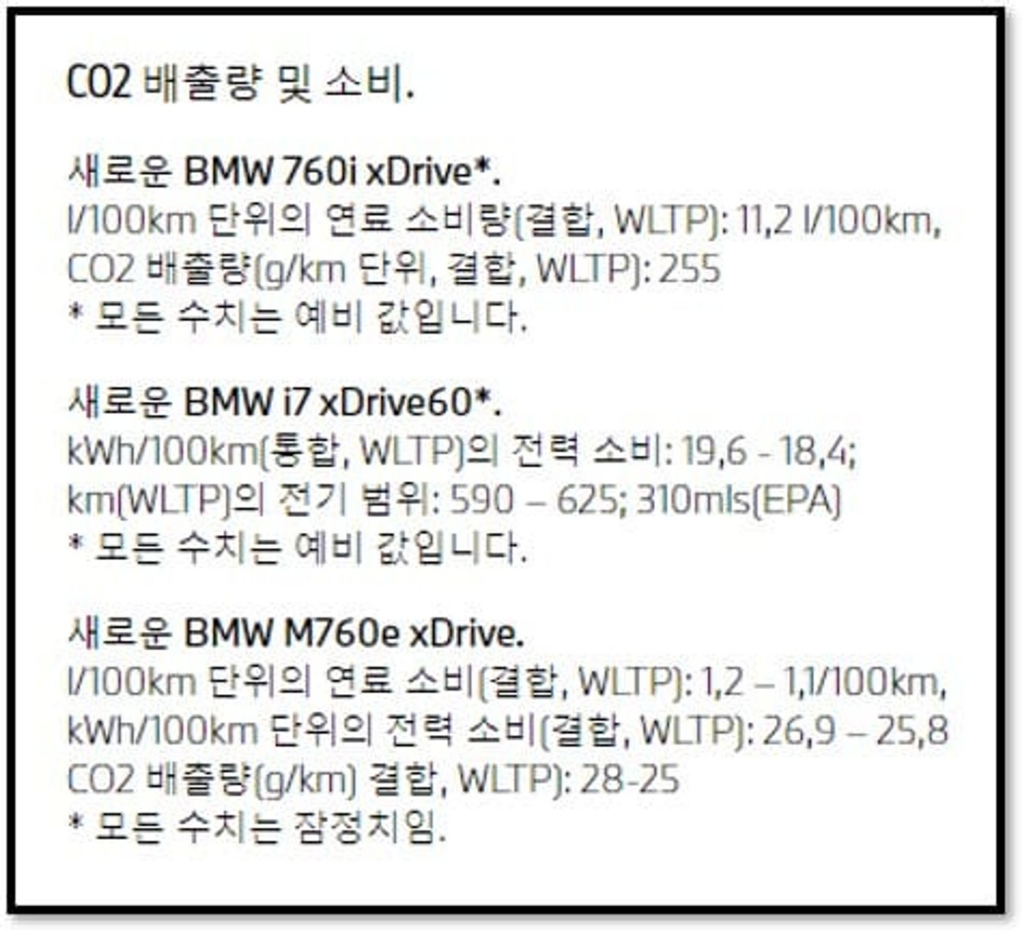 CO2 배출량 및 소비.
새로운 BMW 760i xDrive*.
l/100km 단위의 연료 소비량(결합, WLTP): 11,2 l/100km,
CO2 배출량(g/km 단위, 결합, WLTP): 255
* 모든 수치는 예비 값입니다.
새로운 BMW i7 xDrive60*.
kWh/100km(통합, WLTP)의 전력 소비: 19,6 - 18,4;
km(WLTP)의 전기 범위: 590 – 625; 310mls(EPA)
* 모든 수치는 예비 값입니다.
새로운 BMW M760e xDrive.
l/100km 단위의 연료 소비(결합, WLTP): 1,2 – 1,1/100km,
kWh/100km 단위의 전력 소비(결합, WLTP): 26,9 – 25,8
CO2 배출량(g/km) 결합, WLTP): 28-25
* 모든 수치는 잠정치임.